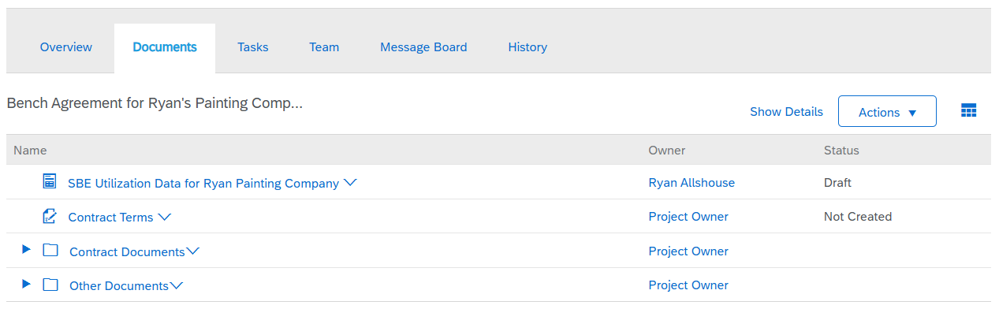 Overview Documents Tasks Team Message Board History
Bench Agreement for Ryan's Painting Comp...
Show Details Actions
Name Owner Status
SBE Utilization Data for Ryan Painting Company Ryan Allshouse Draft
Contract Terms Project Owner Not Created
Contract Documents Project Owner
Other Documents Project Owner